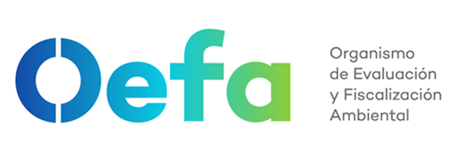 Oefa
Organismo
de Evaluación
y Fiscalización
Ambiental